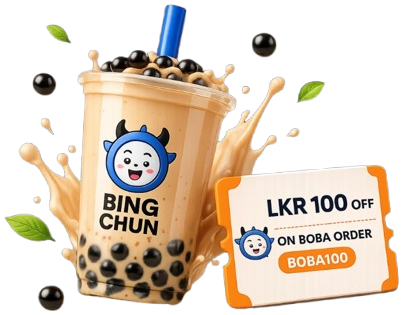 BING
CHUN
LKR 100 OFF
ON BOBA ORDER
BOBA100